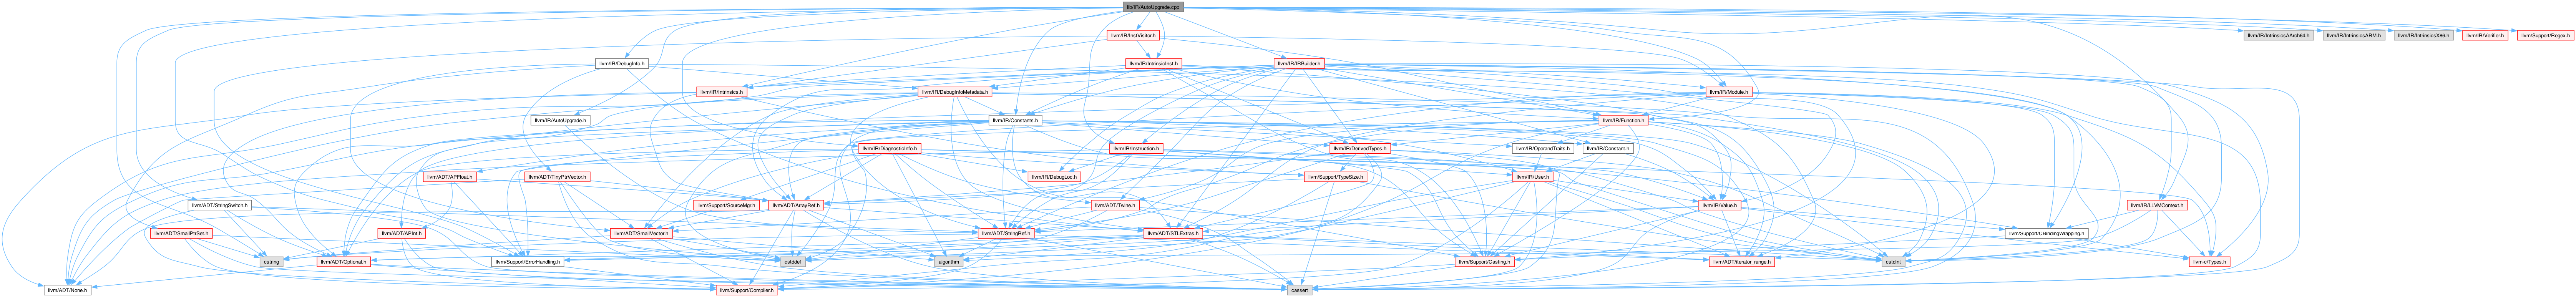 lib/IR/AutoUpgrade.cpp
llvm/IR/InstVisitor.h
llvm/IR/IntrinsicsAArch64.h
llvm/IR/IntrinsicsARM.h
llvm/IR/IntrinsicsX86.h
llvm/IR/Verifier.h
llvm/Support/Regex.h
llvm/IR/DebugInfo.h
llvm/IR/IntrinsicInst.h
llvm/IR/IRBuilder.h
llvm/IR/Intrinsics.h
llvm/IR/DebugInfoMetadata.h
llvm/IR/Module.h
llvm/IR/AutoUpgrade.h
llvm/IR/Constants.h
llvm/IR/Function.h
llvm/IR/DiagnosticInfo.h
llvm/IR/Instruction.h
llvm/IR/DerivedTypes.h
llvm/IR/OperandTraits.h
llvm/IR/Constant.h
llvm/ADT/APFloat.h
llvm/ADT/TinyPtrVector.h
llvm/IR/DebugLoc.h
llvm/Support/TypeSize.h
llvm/IR/User.h
llvm/ADT/StringSwitch.h
llvm/Support/SourceMgr.h
llvm/ADT/ArrayRef.h
llvm/ADT/Twine.h
llvm/IR/Value.h
llvm/IR/LLVMContext.h
llvm/ADT/SmallPtrSet.h
llvm/ADT/APInt.h
llvm/ADT/SmallVector.h
llvm/ADT/StringRef.h
llvm/ADT/STLExtras.h
llvm/Support/CBindingWrapping.h
cstring
llvm/ADT/Optional.h
llvm/Support/ErrorHandling.h
cstddef
algorithm
llvm/Support/Casting.h
llvm/ADT/iterator_range.h
cstdint
llvm-c/Types.h
llvm/ADT/None.h
llvm/Support/Compiler.h
cassert